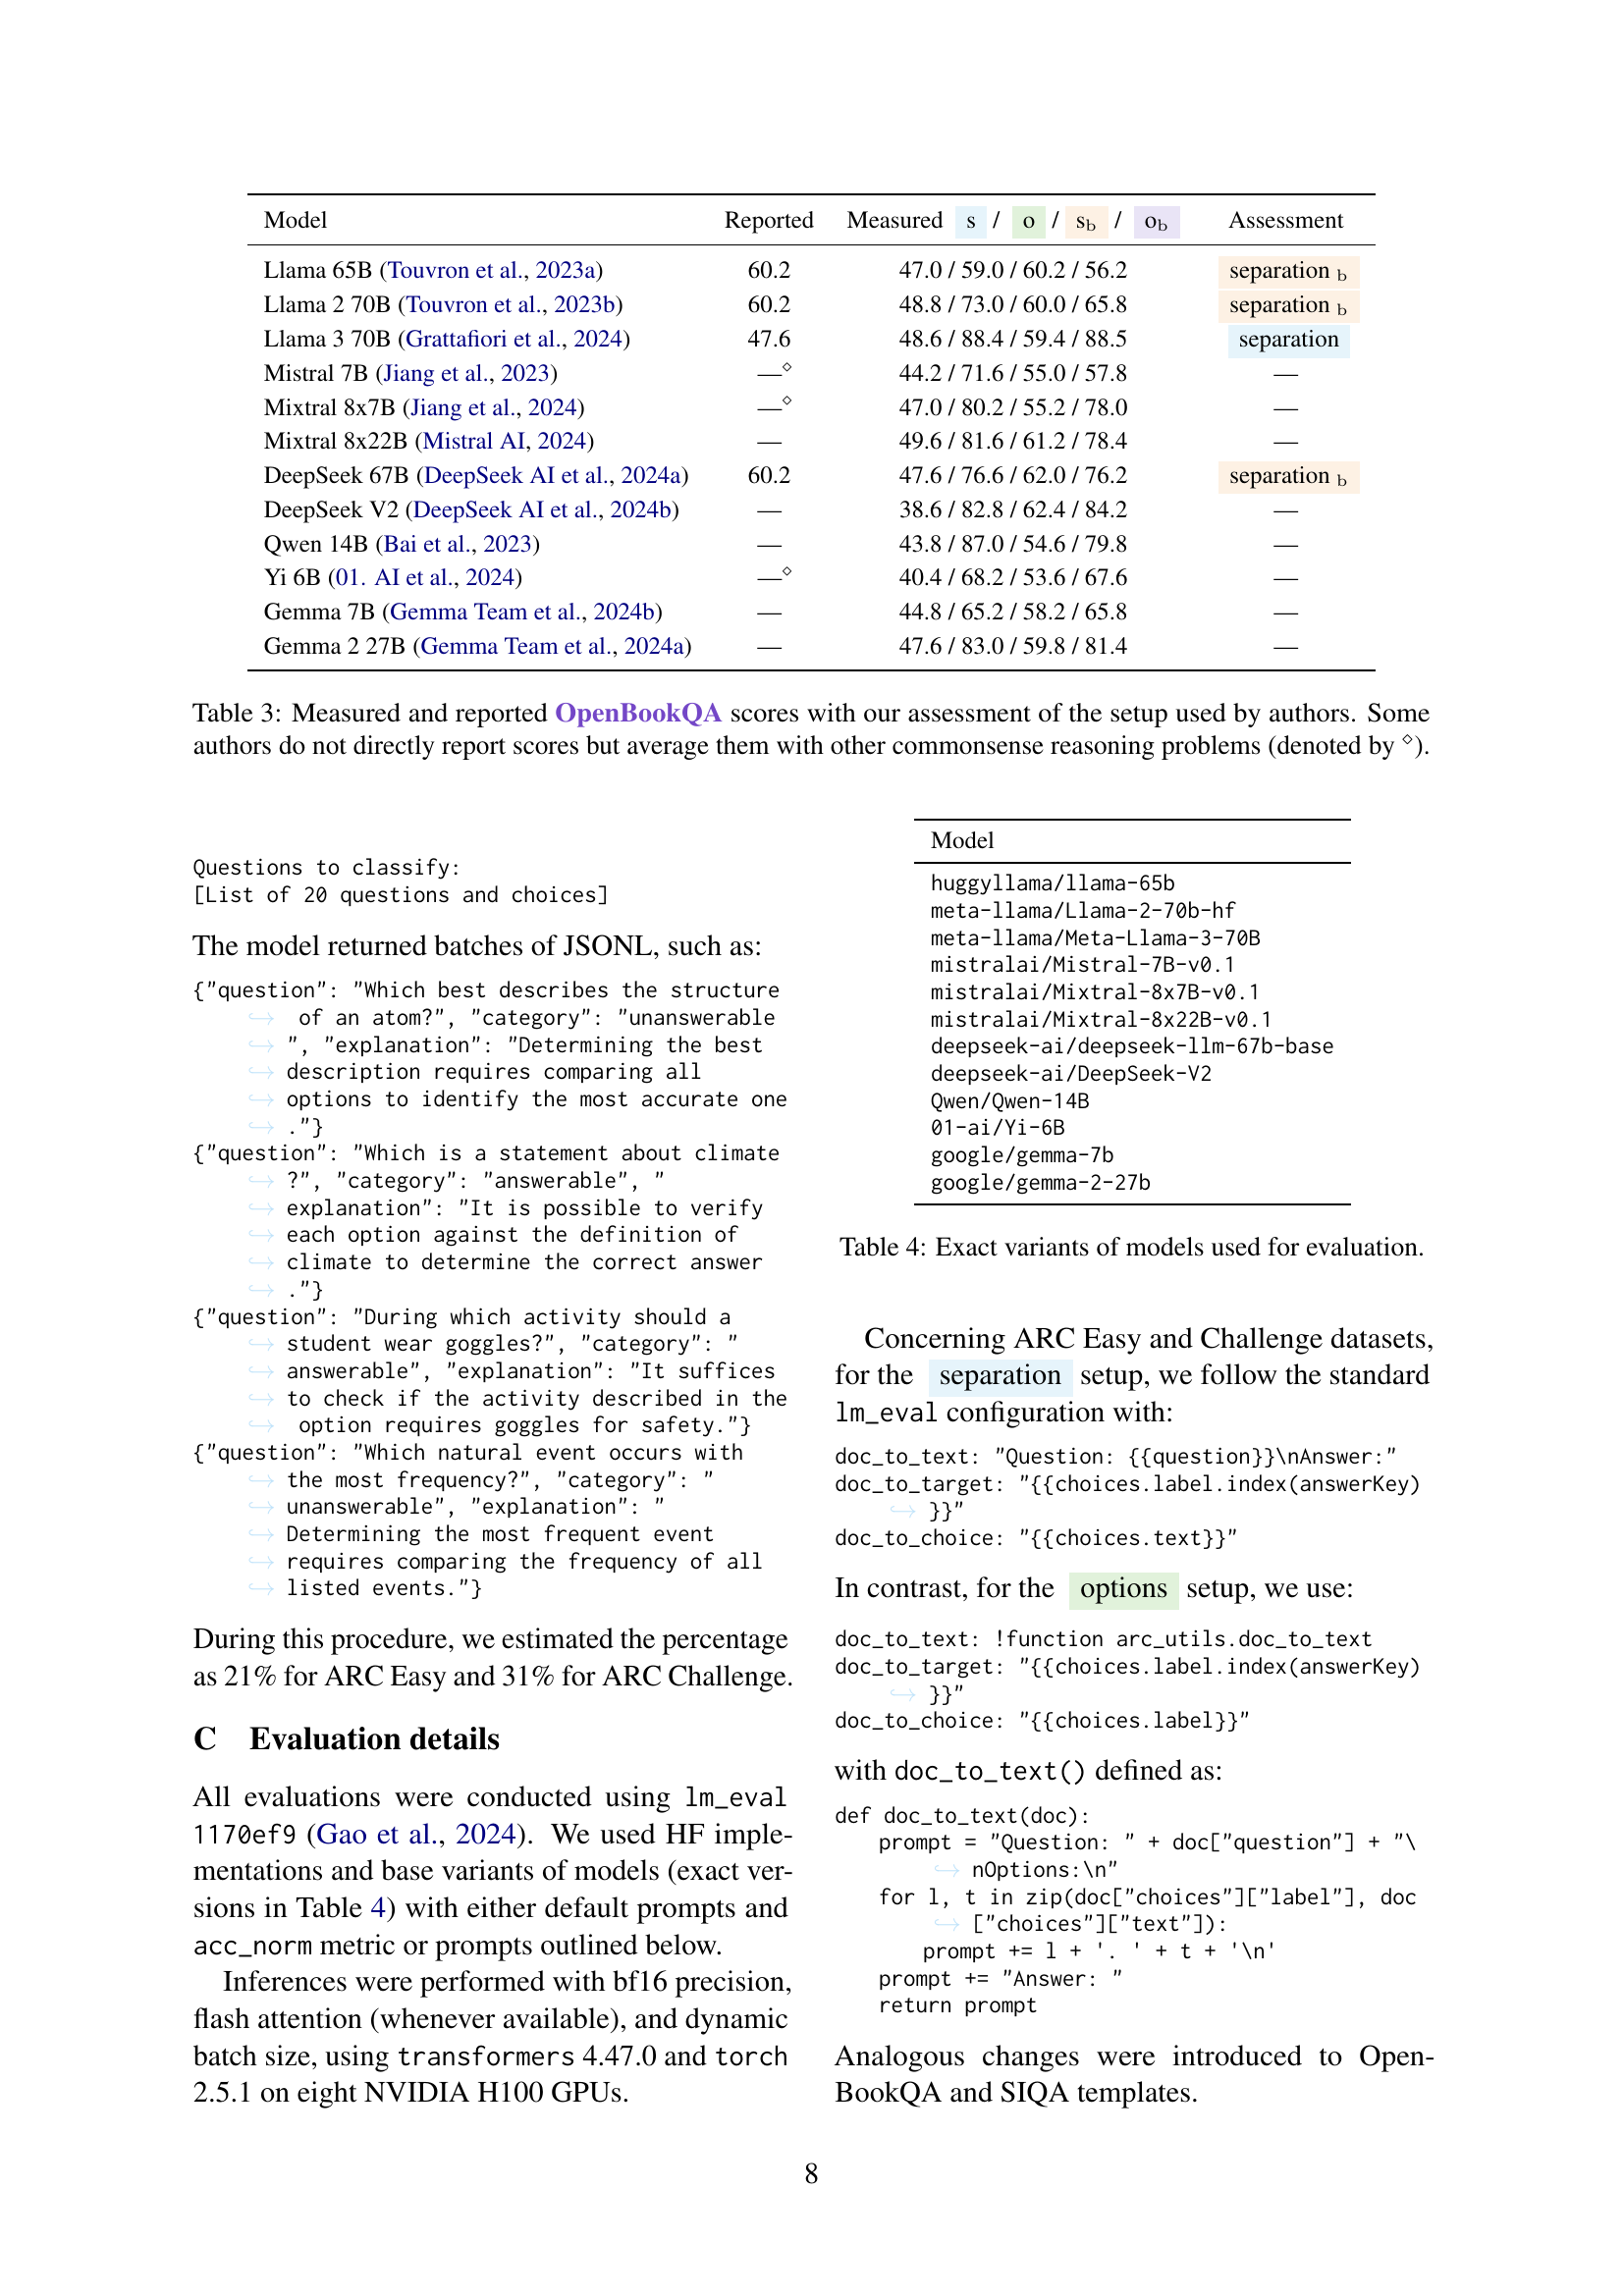 Model Reported Measured s / o / s_b / o_b Assessment
Llama 65B (Touvron et al., 2023a) 60.2 47.0 / 59.0 / 60.2 / 56.2 separation b
Llama 2 70B (Touvron et al., 2023b) 60.2 48.8 / 73.0 / 60.0 / 65.8 separation b
Llama 3 70B (Grattafiori et al., 2024) 47.6 48.6 / 88.4 / 59.4 / 88.5 separation
Mistral 7B (Jiang et al., 2023) —⋄ 44.2 / 71.6 / 55.0 / 57.8 —
Mixtral 8x7B (Jiang et al., 2024) —⋄ 47.0 / 80.2 / 55.2 / 78.0 —
Mixtral 8x22B (Mistral AI, 2024) — 49.6 / 81.6 / 61.2 / 78.4 —
DeepSeek 67B (DeepSeek AI et al., 2024a) 60.2 47.6 / 76.6 / 62.0 / 76.2 separation b
DeepSeek V2 (DeepSeek AI et al., 2024b) — 38.6 / 82.8 / 62.4 / 84.2 —
Qwen 14B (Bai et al., 2023) — 43.8 / 87.0 / 54.6 / 79.8 —
Yi 6B (01. AI et al., 2024) —⋄ 40.4 / 68.2 / 53.6 / 67.6 —
Gemma 7B (Gemma Team et al., 2024b) — 44.8 / 65.2 / 58.2 / 65.8 —
Gemma 2 27B (Gemma Team et al., 2024a) — 47.6 / 83.0 / 59.8 / 81.4 —
Table 3: Measured and reported OpenBookQA scores with our assessment of the setup used by authors. Some
authors do not directly report scores but average them with other commonsense reasoning problems (denoted by ⋄).
Questions to classify:
[List of 20 questions and choices]
The model returned batches of JSONL, such as:
{"question": "Which best describes the structure
↪ of an atom?", "category": "unanswerable
↪ ", "explanation": "Determining the best
↪ description requires comparing all
↪ options to identify the most accurate one
↪ ."}
{"question": "Which is a statement about climate
↪ ?", "category": "answerable", "
↪ explanation": "It is possible to verify
↪ each option against the definition of
↪ climate to determine the correct answer
↪ ."}
{"question": "During which activity should a
↪ student wear goggles?", "category": "
↪ answerable", "explanation": "It suffices
↪ to check if the activity described in the
↪ option requires goggles for safety."}
{"question": "Which natural event occurs with
↪ the most frequency?", "category": "
↪ unanswerable", "explanation": "
↪ Determining the most frequent event
↪ requires comparing the frequency of all
↪ listed events."}
During this procedure, we estimated the percentage
as 21% for ARC Easy and 31% for ARC Challenge.
C Evaluation details
All evaluations were conducted using lm_eval
1170ef9 (Gao et al., 2024). We used HF imple-
mentations and base variants of models (exact ver-
sions in Table 4) with either default prompts and
acc_norm metric or prompts outlined below.
Inferences were performed with bf16 precision,
flash attention (whenever available), and dynamic
batch size, using transformers 4.47.0 and torch
2.5.1 on eight NVIDIA H100 GPUs.
Model
huggyllama/llama-65b
meta-llama/Llama-2-70b-hf
meta-llama/Meta-Llama-3-70B
mistralai/Mistral-7B-v0.1
mistralai/Mixtral-8x7B-v0.1
mistralai/Mixtral-8x22B-v0.1
deepseek-ai/deepseek-llm-67b-base
deepseek-ai/DeepSeek-V2
Qwen/Qwen-14B
01-ai/Yi-6B
google/gemma-7b
google/gemma-2-27b
Table 4: Exact variants of models used for evaluation.
Concerning ARC Easy and Challenge datasets,
for the separation setup, we follow the standard
lm_eval configuration with:
doc_to_text: "Question: {{question}}\nAnswer:"
doc_to_target: "{{choices.label.index(answerKey)
↪ }}"
doc_to_choice: "{{choices.text}}"
In contrast, for the options setup, we use:
doc_to_text: !function arc_utils.doc_to_text
doc_to_target: "{{choices.label.index(answerKey)
↪ }}"
doc_to_choice: "{{choices.label}}"
with doc_to_text() defined as:
def doc_to_text(doc):
prompt = "Question: " + doc["question"] + "\
↪ nOptions:\n"
for l, t in zip(doc["choices"]["label"], doc
↪ ["choices"]["text"]):
prompt += l + '. ' + t + '\n'
prompt += "Answer: "
return prompt
Analogous changes were introduced to Open-
BookQA and SIQA templates.
8